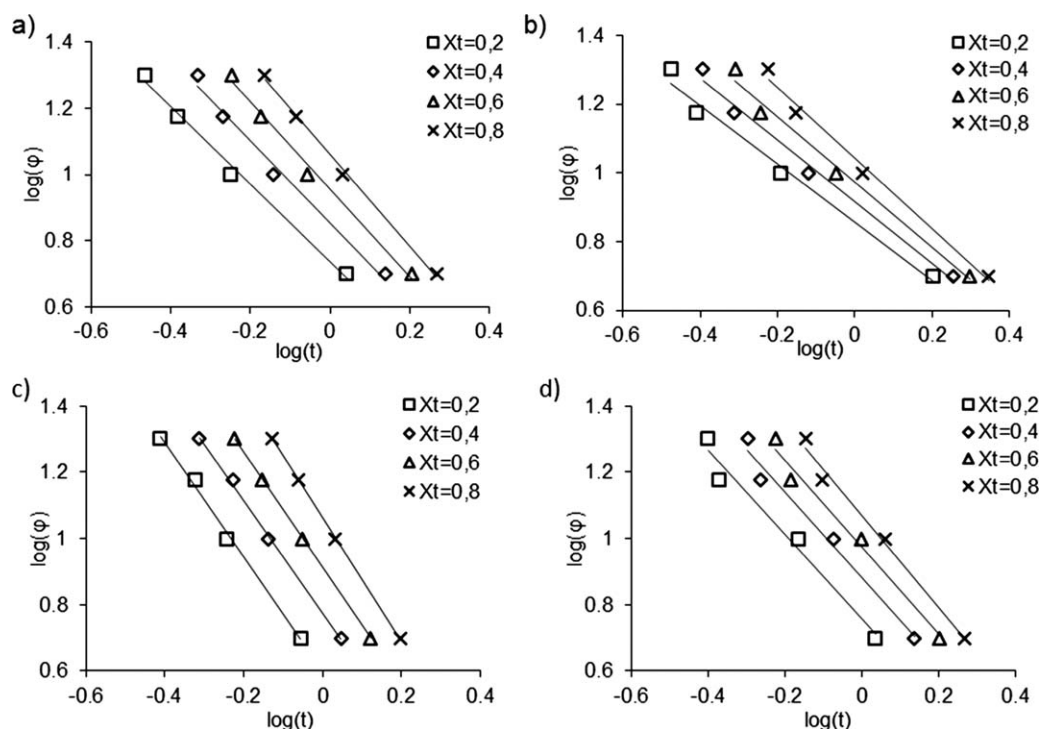 a)
1.4
1.2
1
0.8
0.6
-0.6
-0.4
-0.2
0
0.2
0.4
log(φ)
log(t)
Xt=0,2
Xt=0,4
Xt=0,6
Xt=0,8
b)
1.4
1.2
1.0
0.8
0.6
-0.6
-0.4
-0.2
0
0.2
0.4
log(φ)
log(t)
Xt=0,2
Xt=0,4
Xt=0,6
Xt=0,8
c)
1.4
1.2
1
0.8
0.6
-0.6
-0.4
-0.2
0
0.2
0.4
log(φ)
log(t)
Xt=0,2
Xt=0,4
Xt=0,6
Xt=0,8
d)
1.4
1.2
1
0.8
0.6
-0.6
-0.4
-0.2
0
0.2
0.4
log(φ)
log(t)
Xt=0,2
Xt=0,4
Xt=0,6
Xt=0,8